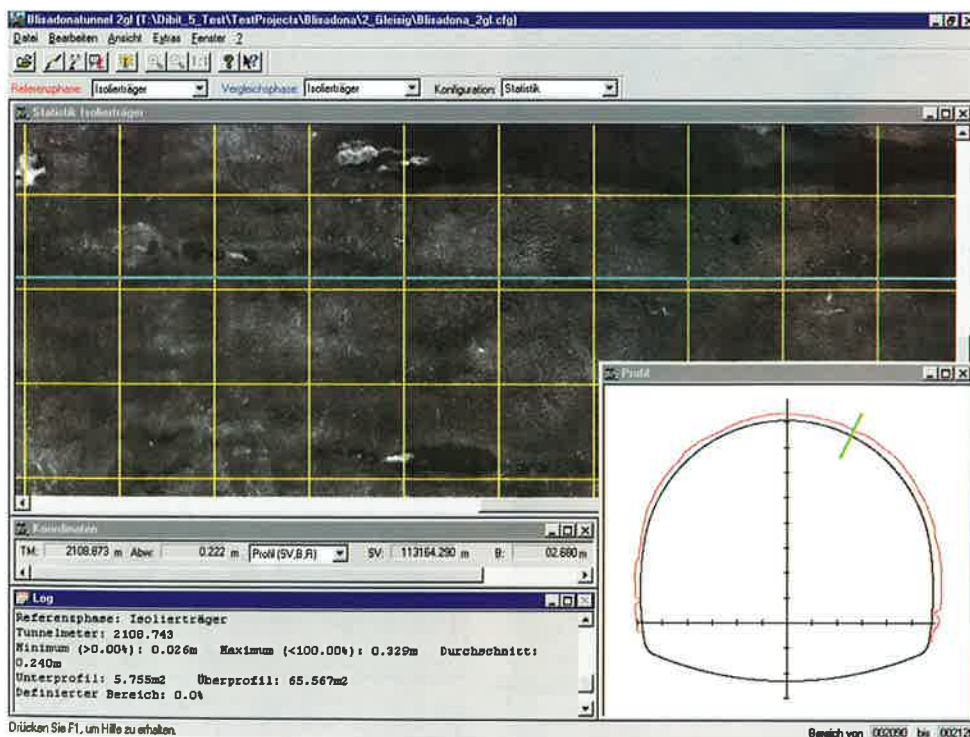 Blisadonatunnel 2gl (T:\Dibit_5_Test\TestProjects\Blisadona\2_Gleisig\Blisadona_2gl.cfg)
Datei Bearbeiten Ansicht Extras Fenster ?
Referenzphase: Isolierträger Vergleichsphase: Isolierträger Konfiguration: Statistik
Statistik Isolierträger
Profil
Koordinaten
TM: 2108.873 m Abw: 0.222 m Profil (SV,B,R) SV: 113164.290 m B: 02.680 m
Log
Referenzphase: Isolierträger
Tunnelmeter: 2108.743
Minimum (>0.00%): 0.026m Maximum (<100.00%): 0.329m Durchschnitt:
0.240m
Unterprofil: 5.755m2 Überprofil: 65.567m2
Definierter Bereich: 0.0%
Drücken Sie F1, um Hilfe zu erhalten.
Bereich von 002090 bis